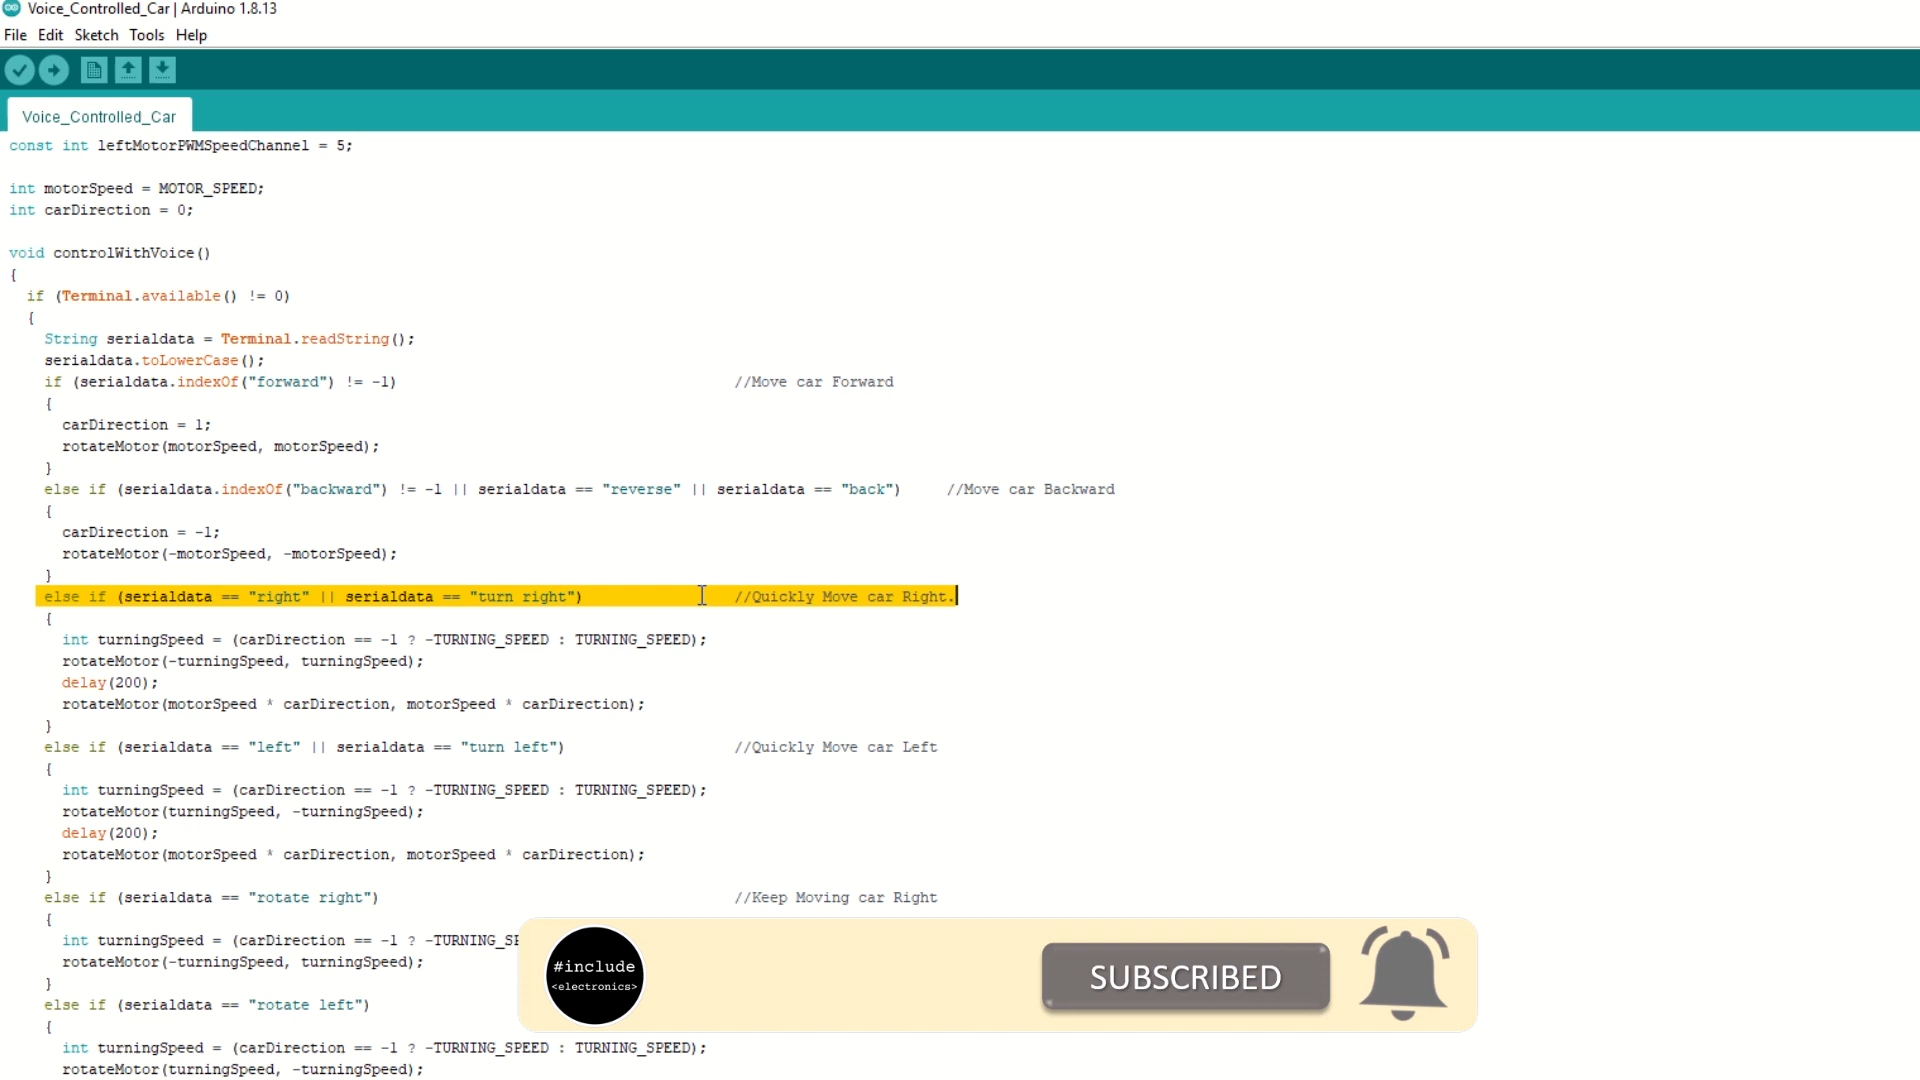 Voice_Controlled_Car | Arduino 1.8.13
File Edit Sketch Tools Help
Voice_Controlled_Car
const int leftMotorPWMSpeedChannel = 5;
int motorSpeed = MOTOR_SPEED;
int carDirection = 0;
void controlWithVoice()
{
if (Terminal.available() != 0)
{
String serialdata = Terminal.readString();
serialdata.toLowerCase();
if (serialdata.indexOf("forward") != -1) //Move car Forward
{
carDirection = 1;
rotateMotor(motorSpeed, motorSpeed);
}
else if (serialdata.indexOf("backward") != -1 || serialdata == "reverse" || serialdata == "back") //Move car Backward
{
carDirection = -1;
rotateMotor(-motorSpeed, -motorSpeed);
}
else if (serialdata == "right" || serialdata == "turn right") //Quickly Move car Right.
{
int turningSpeed = (carDirection == -1 ? -TURNING_SPEED : TURNING_SPEED);
rotateMotor(-turningSpeed, turningSpeed);
delay(200);
rotateMotor(motorSpeed * carDirection, motorSpeed * carDirection);
}
else if (serialdata == "left" || serialdata == "turn left") //Quickly Move car Left
{
int turningSpeed = (carDirection == -1 ? -TURNING_SPEED : TURNING_SPEED);
rotateMotor(turningSpeed, -turningSpeed);
delay(200);
rotateMotor(motorSpeed * carDirection, motorSpeed * carDirection);
}
else if (serialdata == "rotate right") //Keep Moving car Right
{
int turningSpeed = (carDirection == -1 ? -TURNING_SP
rotateMotor(-turningSpeed, turningSpeed);
}
else if (serialdata == "rotate left")
{
int turningSpeed = (carDirection == -1 ? -TURNING_SPEED : TURNING_SPEED);
rotateMotor(turningSpeed, -turningSpeed);
#include
<electronics>
SUBSCRIBED